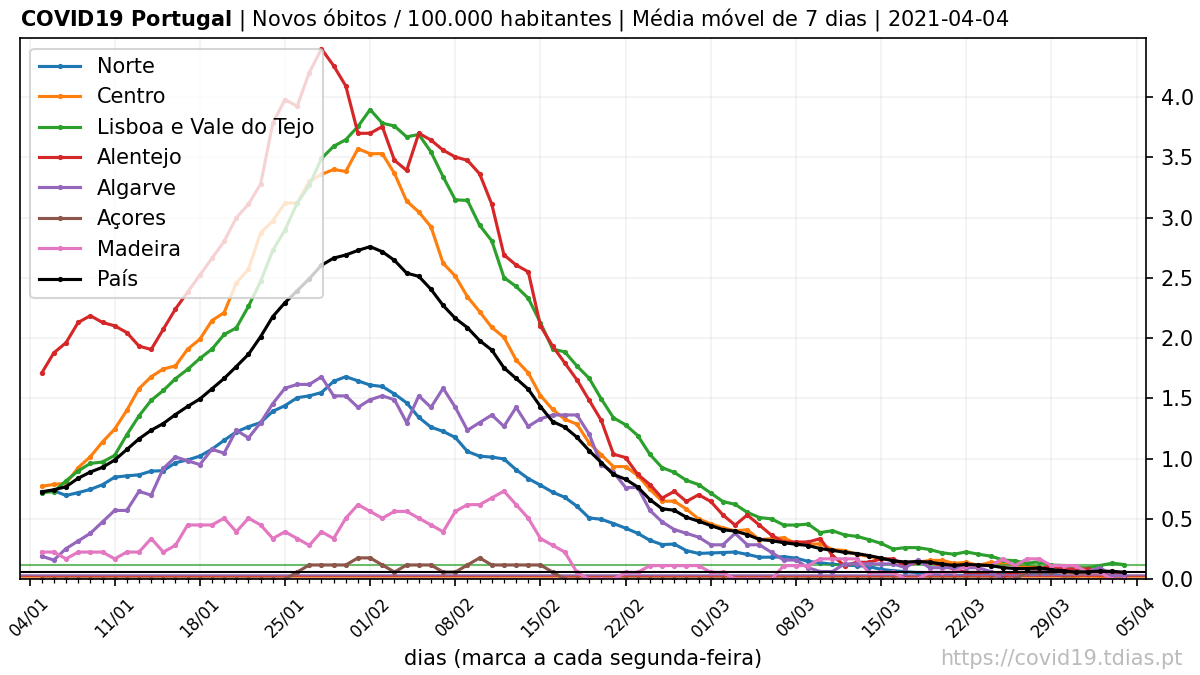 COVID19 Portugal | Novos óbitos / 100.000 habitantes | Média móvel de 7 dias | 2021-04-04
Norte
Centro
Lisboa e Vale do Tejo
Alentejo
Algarve
Açores
Madeira
País
4.0
3.5
3.0
2.5
2.0
1.5
1.0
0.5
0.0
04/01
11/01
18/01
25/01
01/02
08/02
15/02
22/02
01/03
08/03
15/03
22/03
29/03
05/04
dias (marca a cada segunda-feira)
https://covid19.tdias.pt